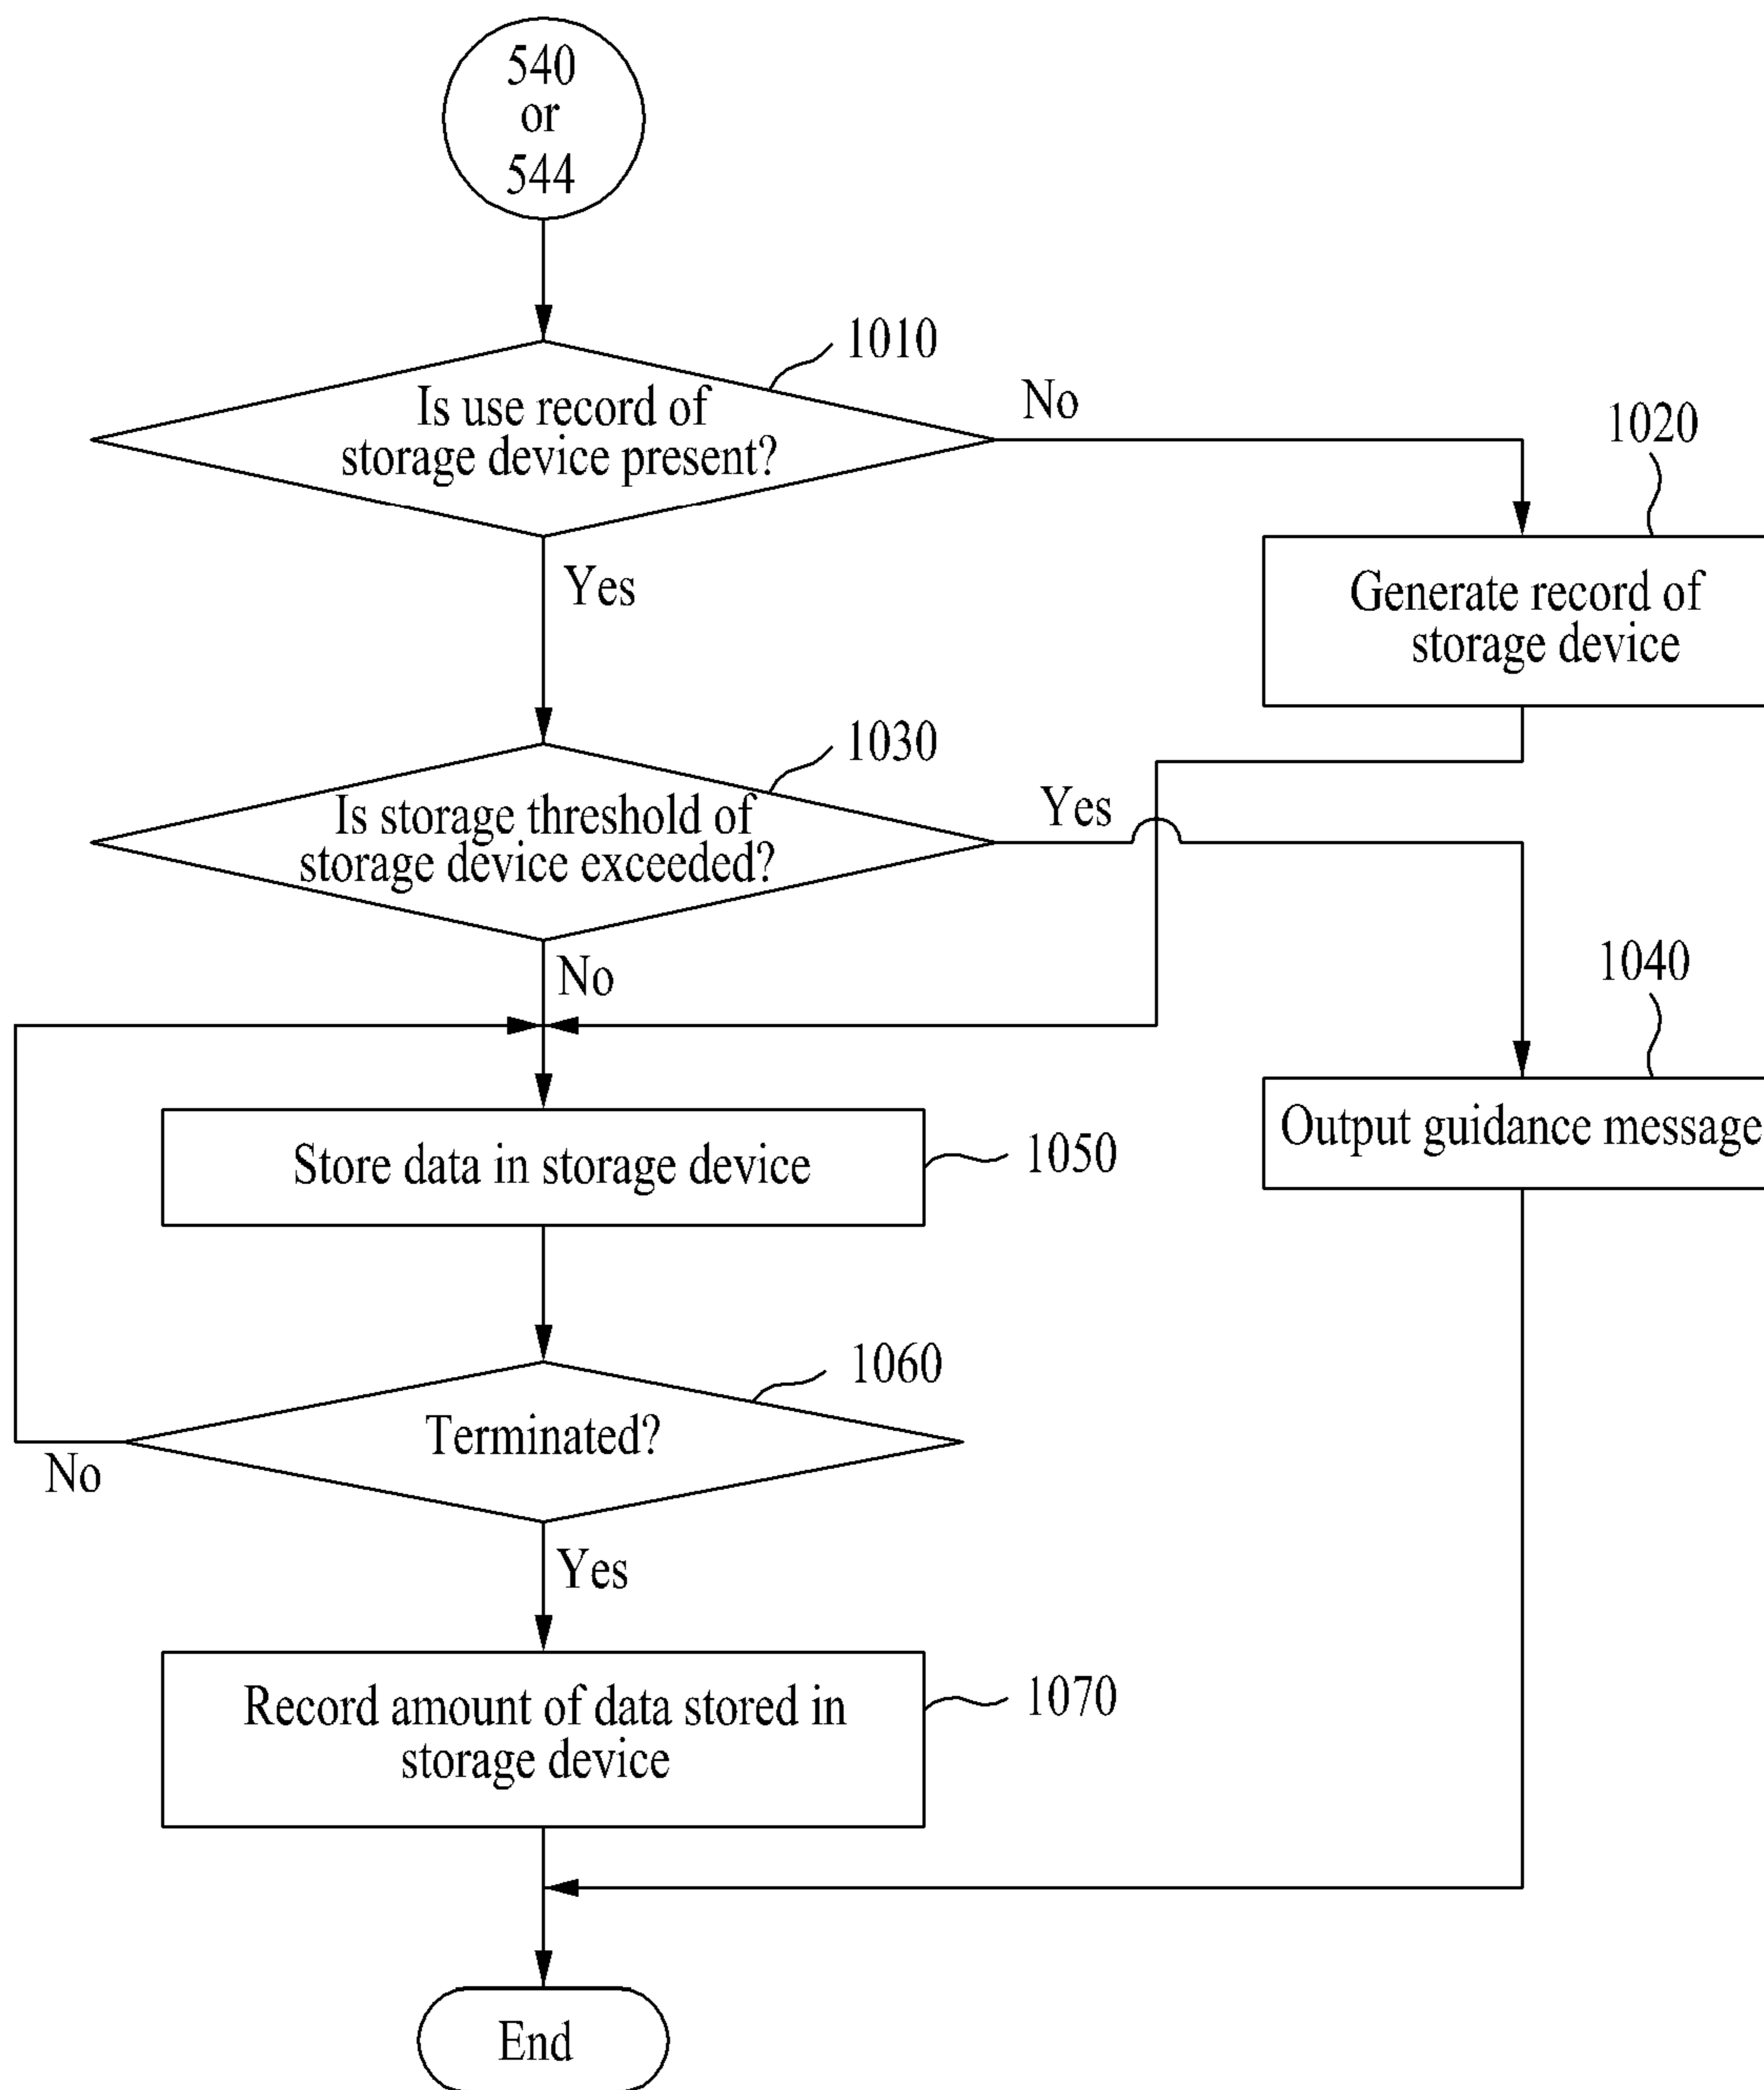 540
or
544
1010
Is use record of
storage device present?
No
1020
Yes
Generate record of
storage device
1030
Is storage threshold of
storage device exceeded?
Yes
No
1040
Output guidance message
Store data in storage device
1050
1060
Terminated?
No
Yes
Record amount of data stored in
storage device
1070
End